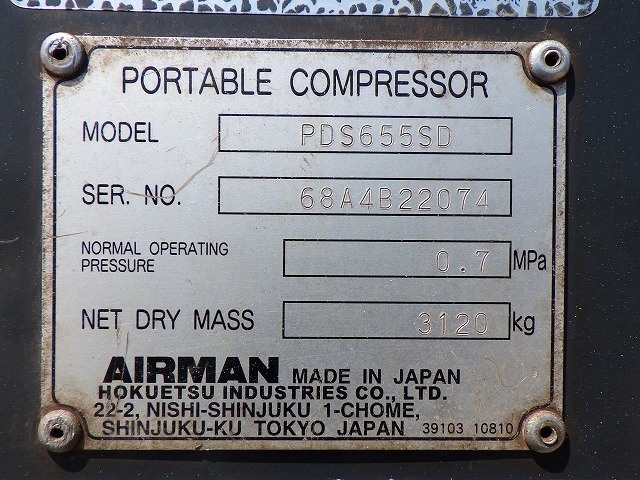 PORTABLE COMPRESSOR
MODEL PDS655SD
SER. NO. 68A4B22074
NORMAL OPERATING
PRESSURE 0.7 MPa
NET DRY MASS 3120 kg
AIRMAN MADE IN JAPAN
HOKUETSU INDUSTRIES CO., LTD.
22-2, NISHI-SHINJUKU 1-CHOME,
SHINJUKU-KU TOKYO JAPAN 39103 10810